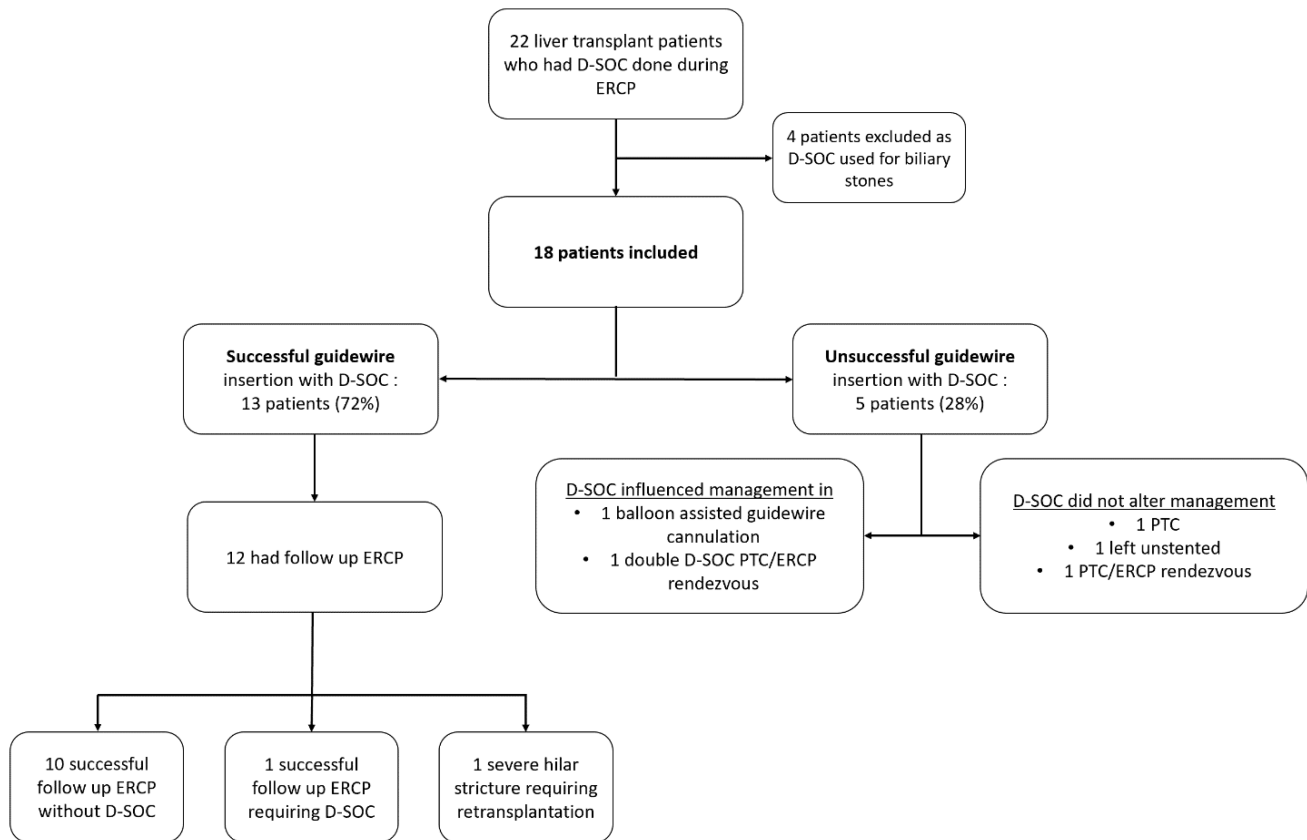 22 liver transplant patients
who had D-SOC done during
ERCP
4 patients excluded as
D-SOC used for biliary
stones
18 patients included
Successful guidewire
insertion with D-SOC :
13 patients (72%)
Unsuccessful guidewire
insertion with D-SOC :
5 patients (28%)
D-SOC influenced management in
• 1 balloon assisted guidewire
cannulation
• 1 double D-SOC PTC/ERCP
rendezvous
D-SOC did not alter management
• 1 PTC
• 1 left unstented
• 1 PTC/ERCP rendezvous
12 had follow up ERCP
10 successful
follow up ERCP
without D-SOC
1 successful
follow up ERCP
requiring D-SOC
1 severe hilar
stricture requiring
retransplantation